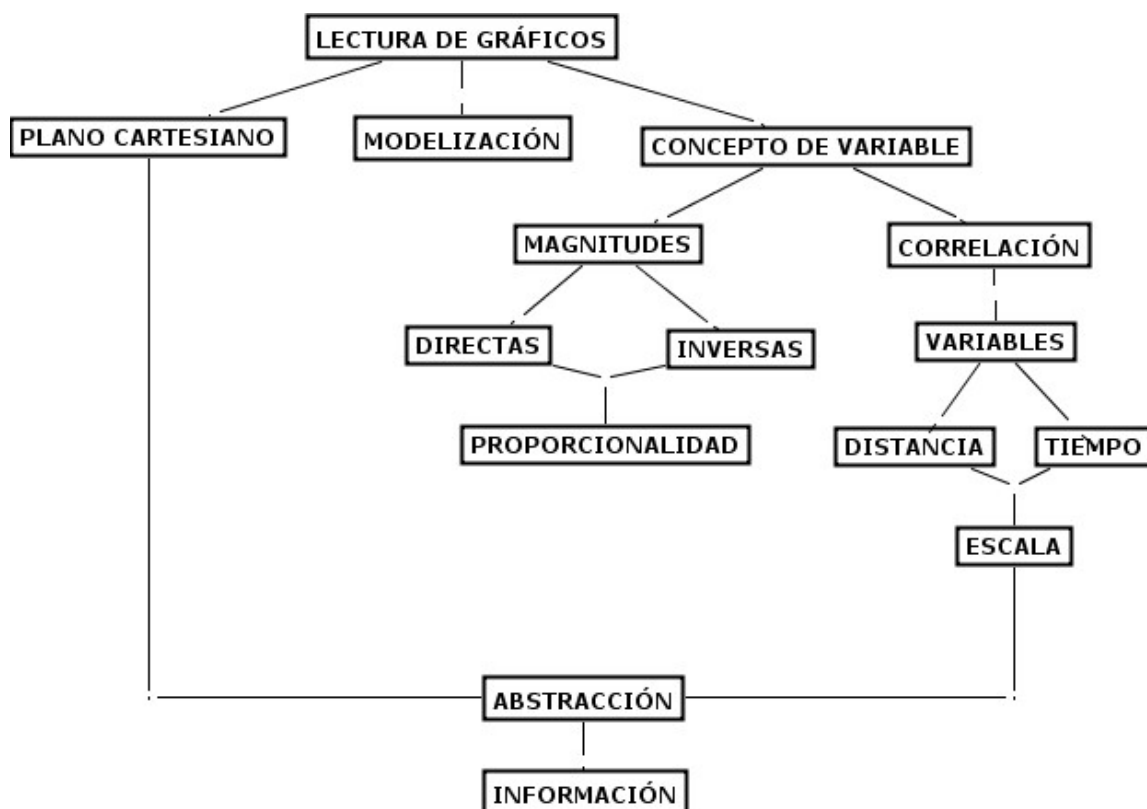 LECTURA DE GRÁFICOS
PLANO CARTESIANO
MODELIZACIÓN
CONCEPTO DE VARIABLE
MAGNITUDES
CORRELACIÓN
DIRECTAS
INVERSAS
VARIABLES
PROPORCIONALIDAD
DISTANCIA
TIEMPO
ESCALA
ABSTRACCIÓN
INFORMACIÓN